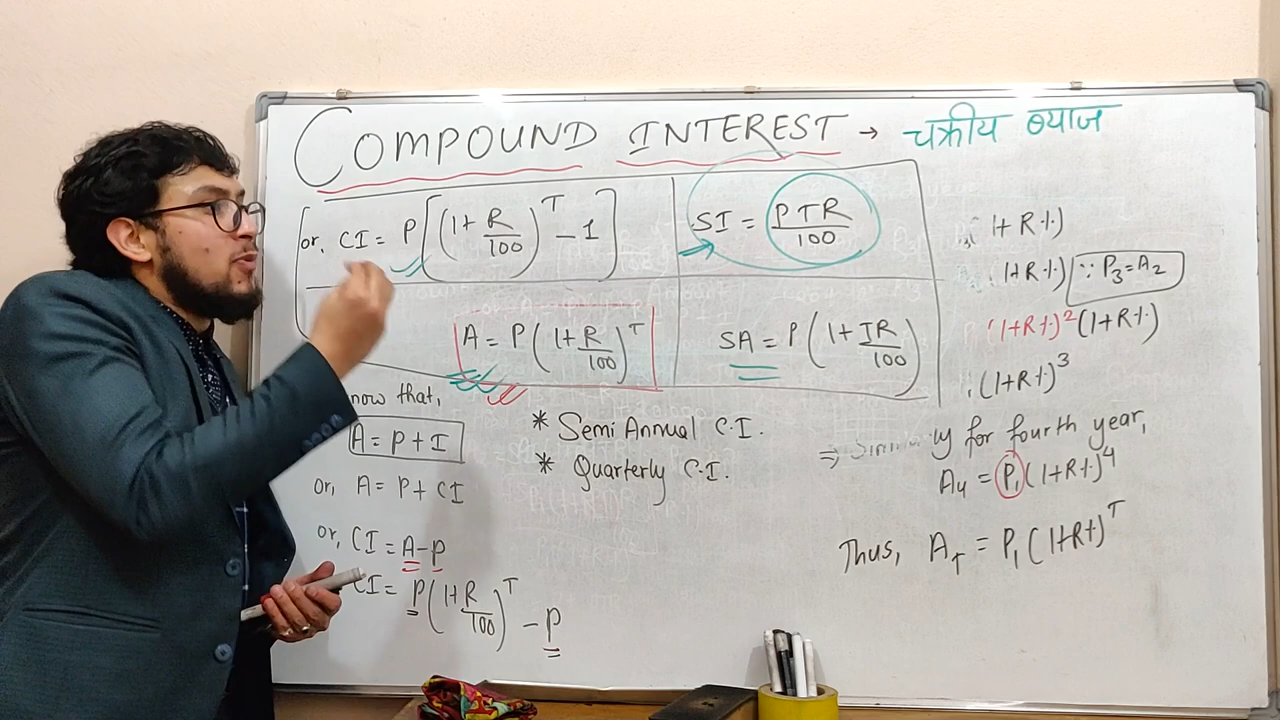 COMPOUND INTEREST → चक्रीय ब्याज
or, CI = P[(1+R/100)^T - 1]
A = P(1+R/100)^T
SI = PTR/100
SA = P(1+TR/100)
now that,
A = P + I
or, A = P + CI
or, CI = A-P
CI = P(1+R/100)^T - P
* Semi Annual C.I.
* Quarterly C.I.
1+R%)
1+R%) ∵ P₃=A₂
(1+R%)²(1+R%)
(1+R%)³
⇒ for fourth year,
A₄ = P₁(1+R%)⁴
Thus, A_T = P₁(1+R%)^T